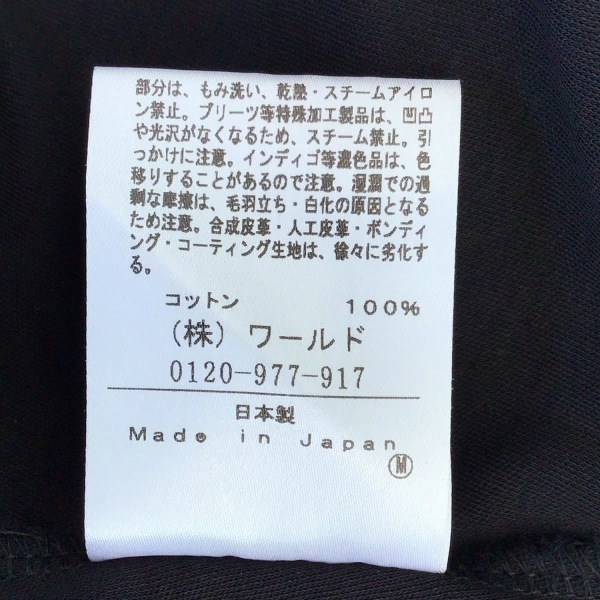 部分は、もみ洗い、乾熱・スチームアイロ
ン禁止。プリーツ等特殊加工製品は、凹凸
や光沢がなくなるため、スチーム禁止。引
っかけに注意。インディゴ等濃色品は、色
移りすることがあるので注意。湿潤での過
剰な摩擦は、毛羽立ち・白化の原因となる
ため注意。合成皮革・人工皮革・ボンディ
ング・コーティング生地は、徐々に劣化す
る。
コットン 100%
(株) ワールド
0120-977-917
日本製
Made in Japan
M